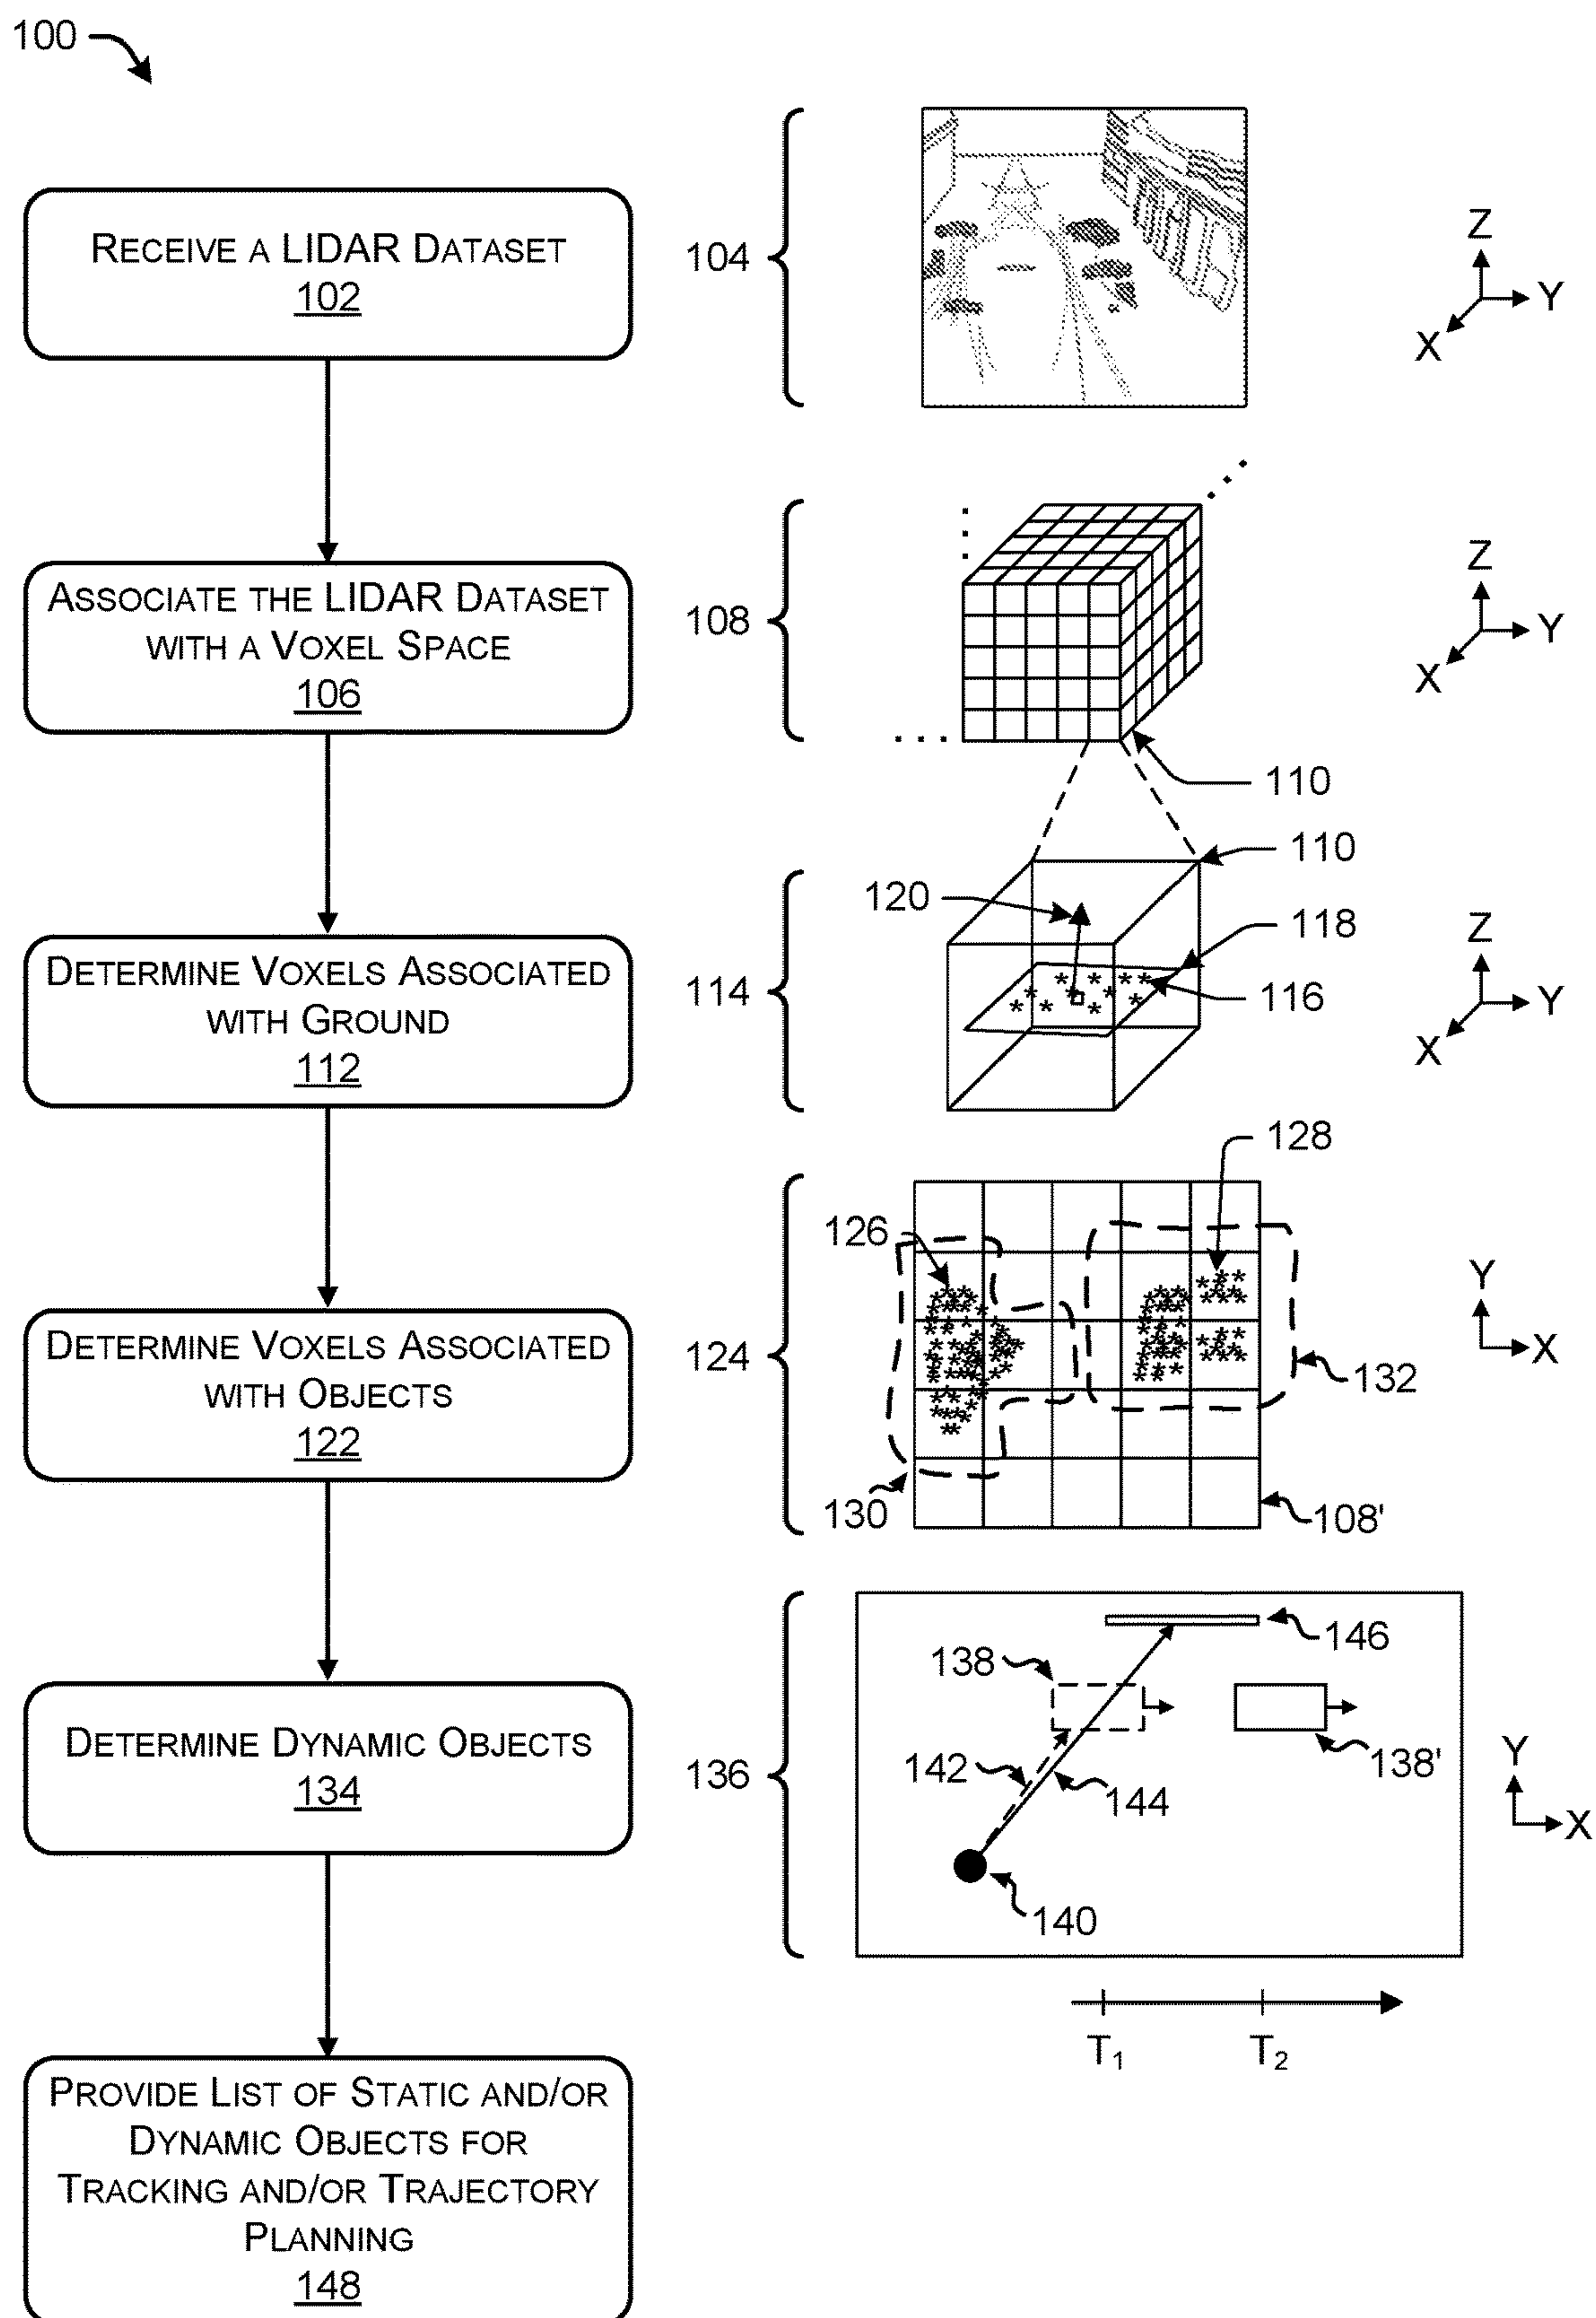 100
RECEIVE A LIDAR DATASET
102
104
Z
Y
X
ASSOCIATE THE LIDAR DATASET
WITH A VOXEL SPACE
106
108
Z
Y
X
110
DETERMINE VOXELS ASSOCIATED
WITH GROUND
112
114
110
120
118
116
Z
Y
X
DETERMINE VOXELS ASSOCIATED
WITH OBJECTS
122
124
126
128
130
132
108'
Y
X
DETERMINE DYNAMIC OBJECTS
134
136
138
146
142
144
138'
140
Y
X
T1
T2
PROVIDE LIST OF STATIC AND/OR
DYNAMIC OBJECTS FOR
TRACKING AND/OR TRAJECTORY
PLANNING
148